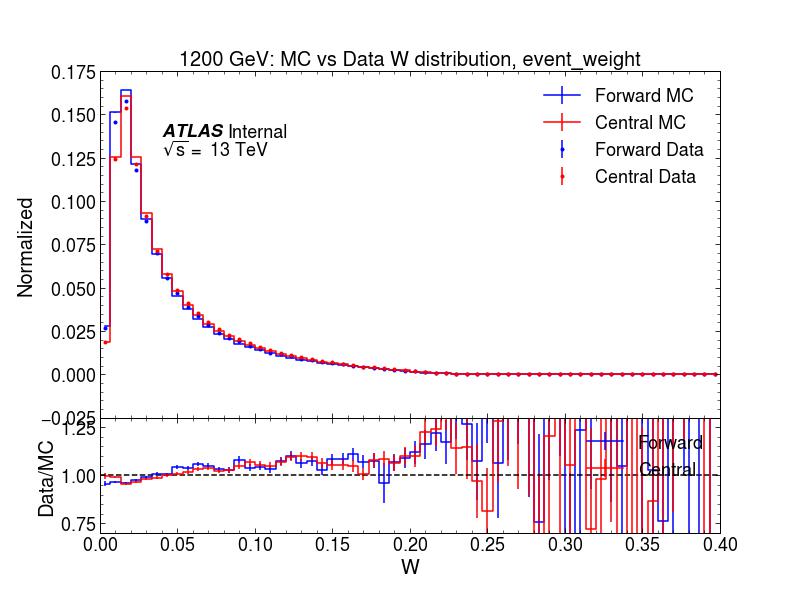 1200 GeV: MC vs Data W distribution, event_weight
0.175
0.150
0.125
0.100
0.075
0.050
0.025
0.000
−0.025
Normalized
ATLAS Internal
√s = 13 TeV
Forward MC
Central MC
Forward Data
Central Data
1.25
1.00
0.75
Data/MC
Forward
Central
0.00 0.05 0.10 0.15 0.20 0.25 0.30 0.35 0.40
W